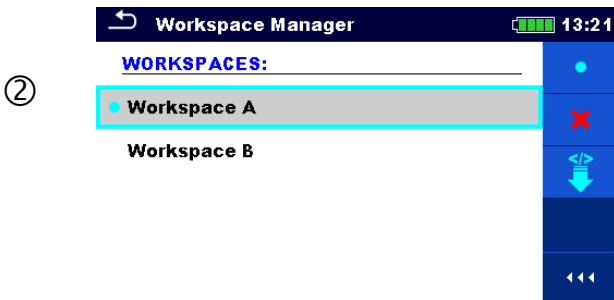 Workspace Manager 13:21
WORKSPACES:
②
Workspace A
Workspace B